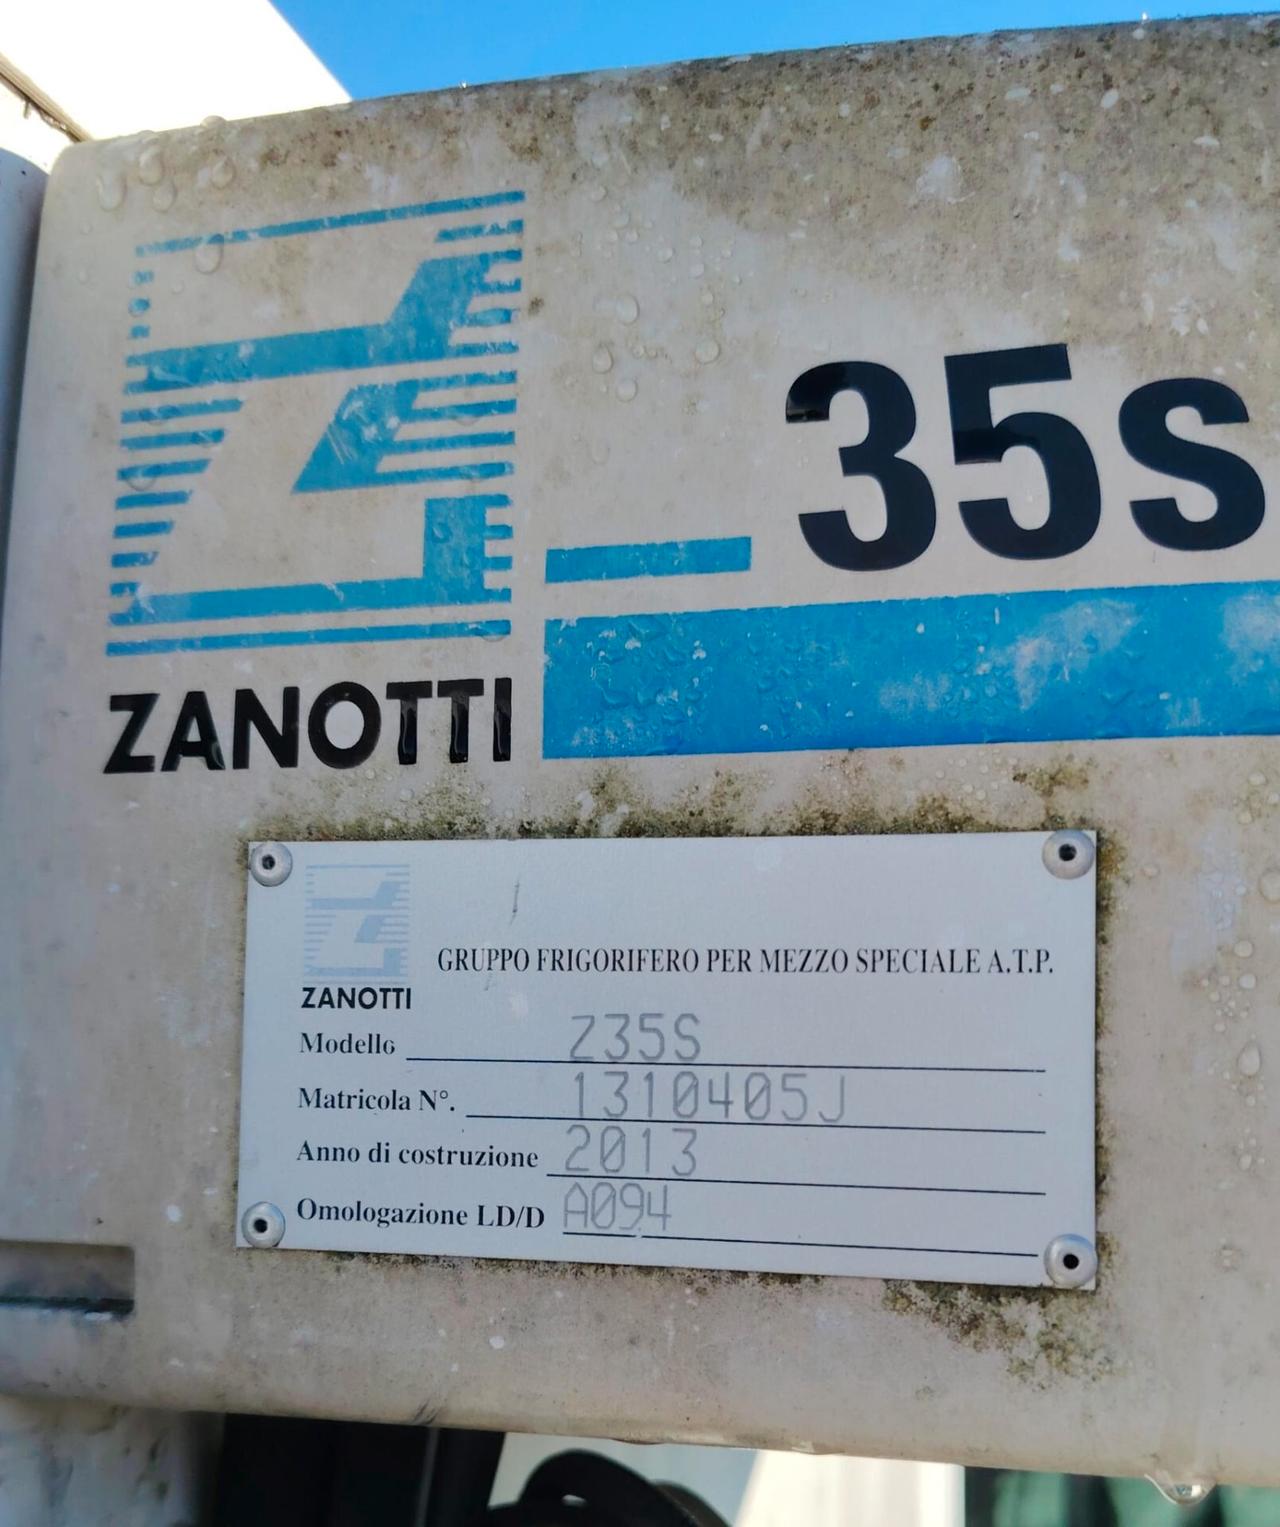 35s
ZANOTTI
ZANOTTI
GRUPPO FRIGORIFERO PER MEZZO SPECIALE A.T.P.
Modello Z35S
Matricola N°. 1310405J
Anno di costruzione 2013
Omologazione LD/D A094